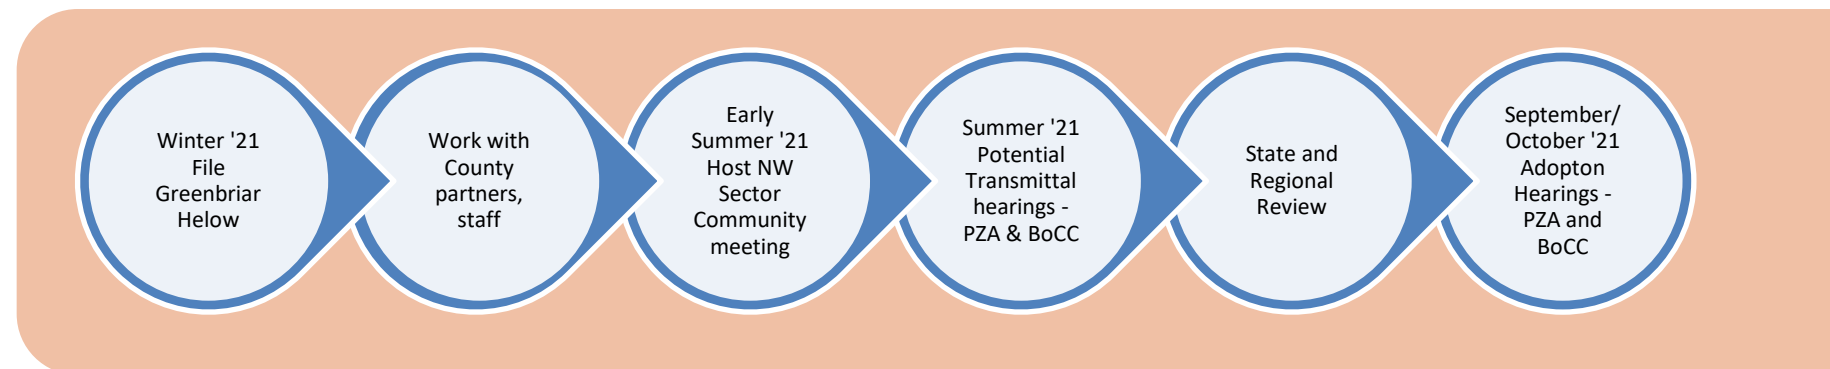 Winter '21
File
Greenbriar
Helow
Work with
County
partners,
staff
Early
Summer '21
Host NW
Sector
Community
meeting
Summer '21
Potential
Transmittal
hearings -
PZA & BoCC
State and
Regional
Review
September/
October '21
Adopton
Hearings -
PZA and
BoCC